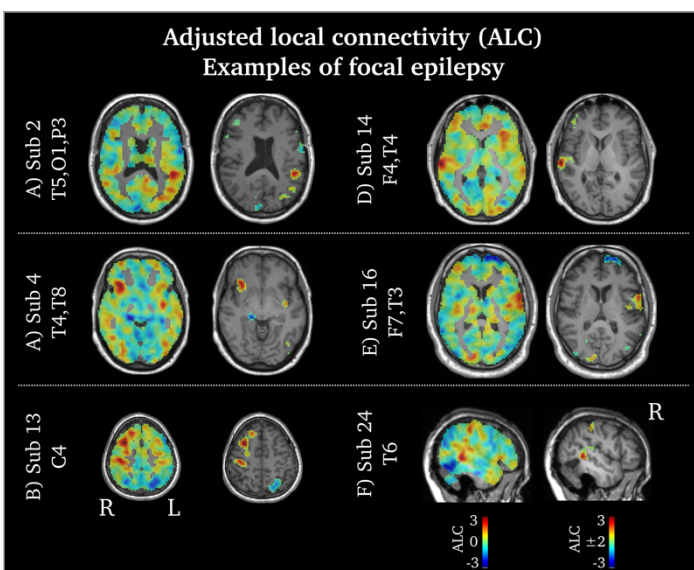 Adjusted local connectivity (ALC)
Examples of focal epilepsy
A) Sub 2
T5,O1,P3
D) Sub 14
F4,T4
A) Sub 4
T4,T8
E) Sub 16
F7,T3
B) Sub 13
C4
R L
F) Sub 24
T6
R
ALC
3
0
-3
ALC
3
±2
-3